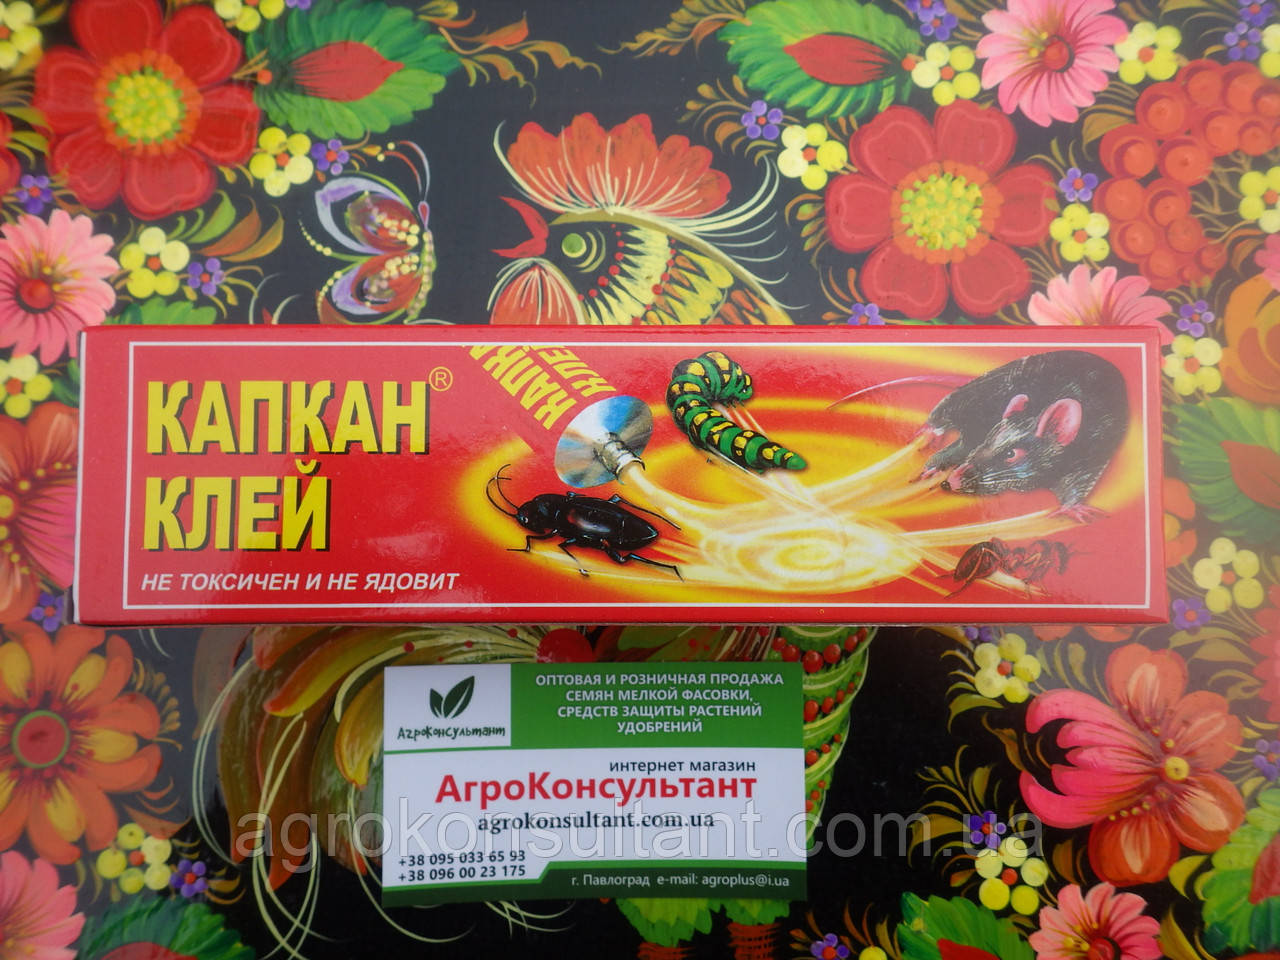 КАПКАН®
КЛЕЙ
НЕ ТОКСИЧЕН И НЕ ЯДОВИТ
КАПКА
КЛЕ
АгроКонсультант
ОПТОВАЯ И РОЗНИЧНАЯ ПРОДАЖА
СЕМЯН МЕЛКОЙ ФАСОВКИ,
СРЕДСТВ ЗАЩИТЫ РАСТЕНИЙ
УДОБРЕНИЙ
интернет магазин
АгроКонсультант
agrokonsultant.com.ua
agrokonsultant.com.ua
+38 095 033 65 93
+38 096 00 23 175
г. Павлоград e-mail: agroplus@i.ua